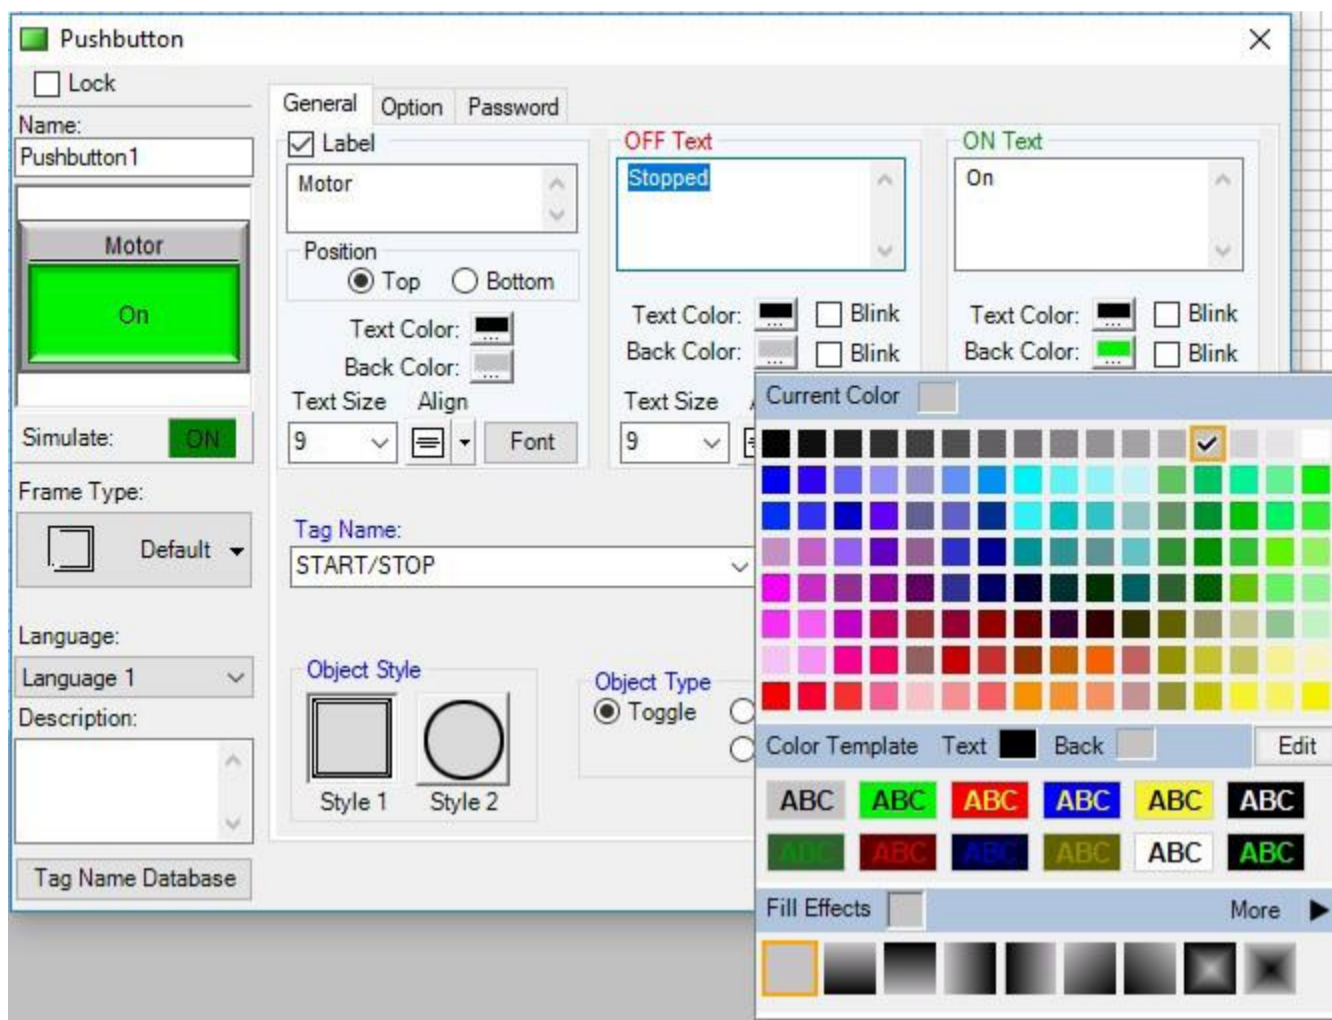 Pushbutton
Lock
Name:
Pushbutton1
Motor
On
Simulate:
ON
Frame Type:
Default
Language:
Language 1
Description:
Tag Name Database
General
Option
Password
Label
Motor
Position
Top
Bottom
Text Color:
...
Back Color:
...
Text Size
Align
9
Font
OFF Text
Stopped
Text Color:
...
Blink
Back Color:
...
Blink
Text Size
9
ON Text
On
Text Color:
...
Blink
Back Color:
...
Blink
Tag Name:
START/STOP
Object Style
Style 1
Style 2
Object Type
Toggle
Current Color
Color Template
Text
Back
Edit
ABC ABC ABC ABC ABC ABC
ABC ABC ABC ABC ABC ABC
Fill Effects
More